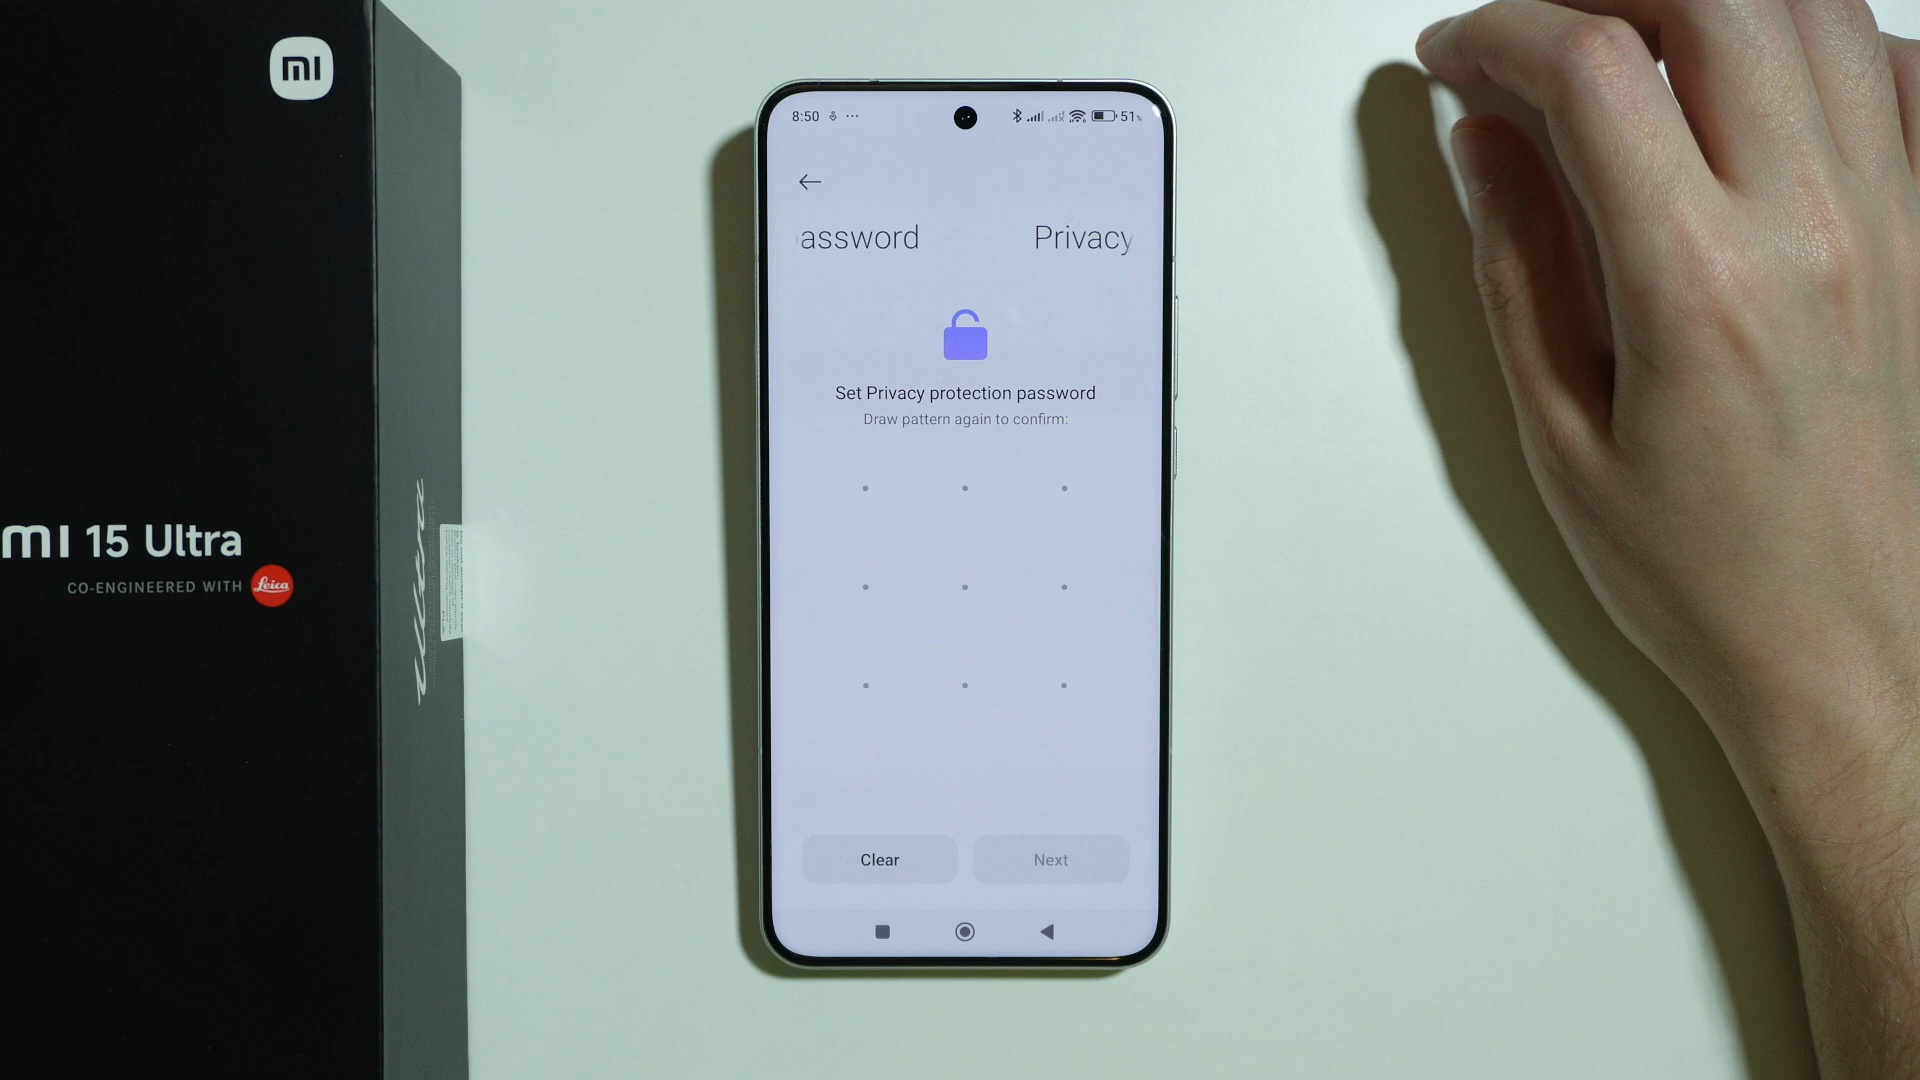 mi
mı 15 Ultra
CO-ENGINEERED WITH Leica
Ultra
8:50
51%
assword Privacy
Set Privacy protection password
Draw pattern again to confirm:
Clear
Next